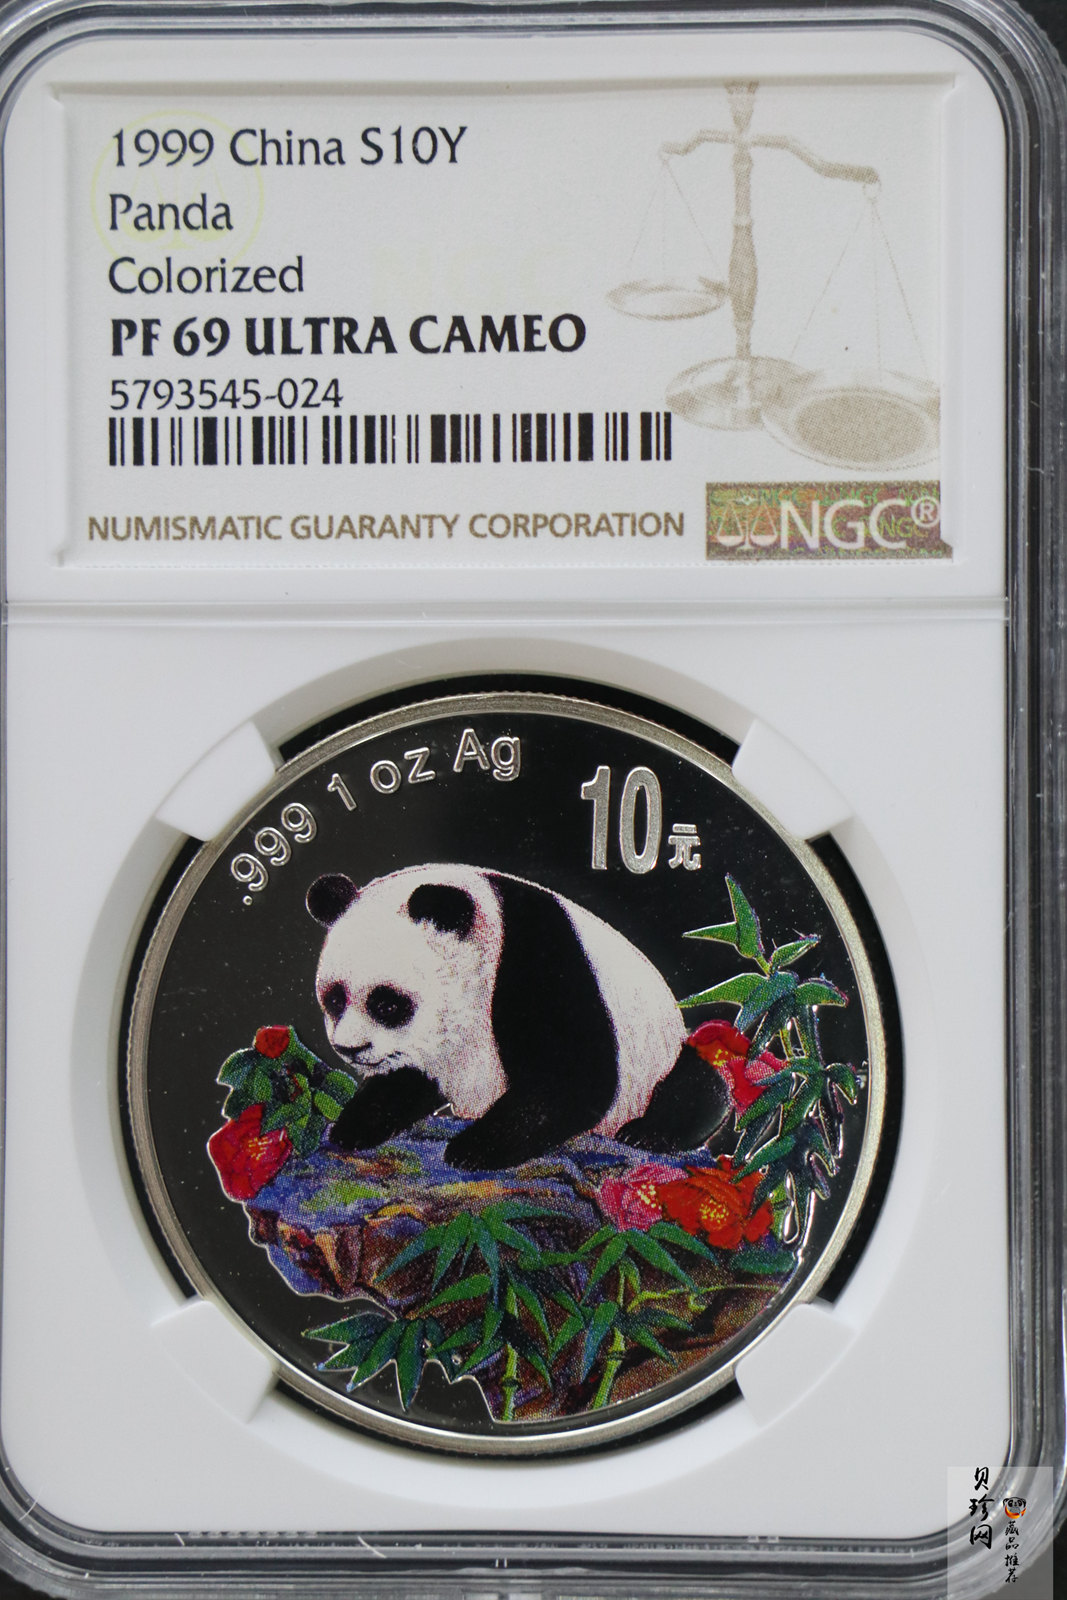 1999 China S10Y
Panda
Colorized
PF 69 ULTRA CAMEO
5793545-024
NUMISMATIC GUARANTY CORPORATION
NGC®
.999 1 oz Ag
10元
贝珍网
藏品推荐